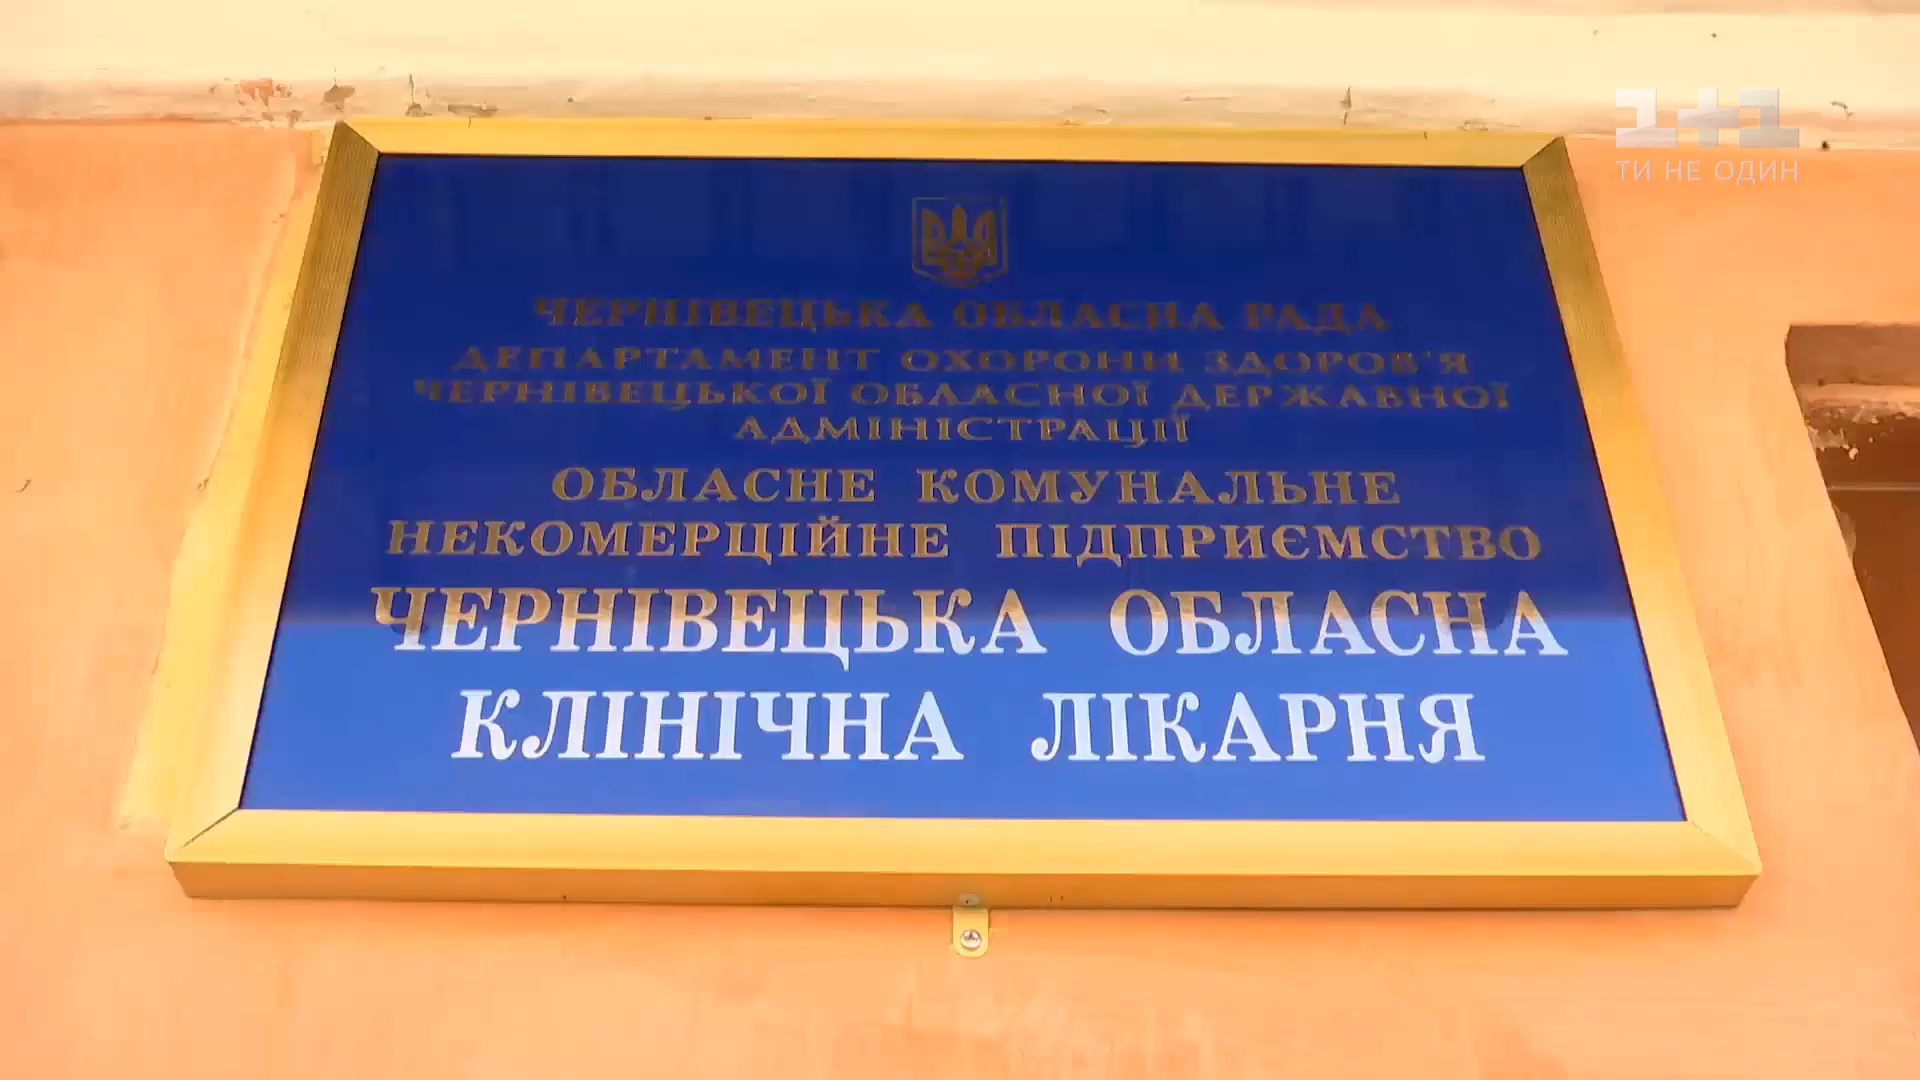 1+1
ТИ НЕ ОДИН
ЧЕРНІВЕЦЬКА ОБЛАСНА РАДА
ДЕПАРТАМЕНТ ОХОРОНИ ЗДОРОВ'Я
ЧЕРНІВЕЦЬКОЇ ОБЛАСНОЇ ДЕРЖАВНОЇ
АДМІНІСТРАЦІЇ
ОБЛАСНЕ КОМУНАЛЬНЕ
НЕКОМЕРЦІЙНЕ ПІДПРИЄМСТВО
ЧЕРНІВЕЦЬКА ОБЛАСНА
КЛІНІЧНА ЛІКАРНЯ